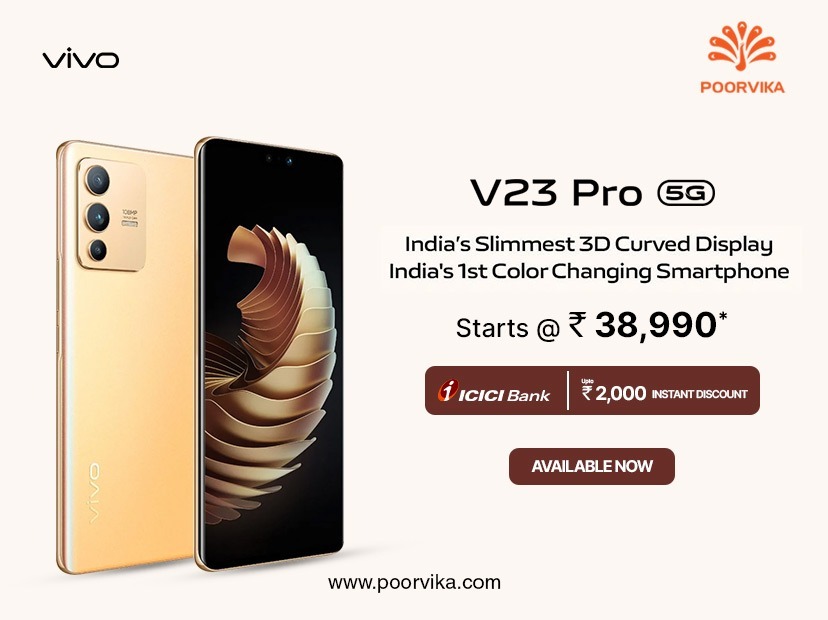 vivo
POORVIKA
108MP
V23 Pro 5G
India's Slimmest 3D Curved Display
India's 1st Color Changing Smartphone
Starts @ ₹ 38,990*
ICICI Bank
Upto ₹2,000 INSTANT DISCOUNT
AVAILABLE NOW
vivo
www.poorvika.com